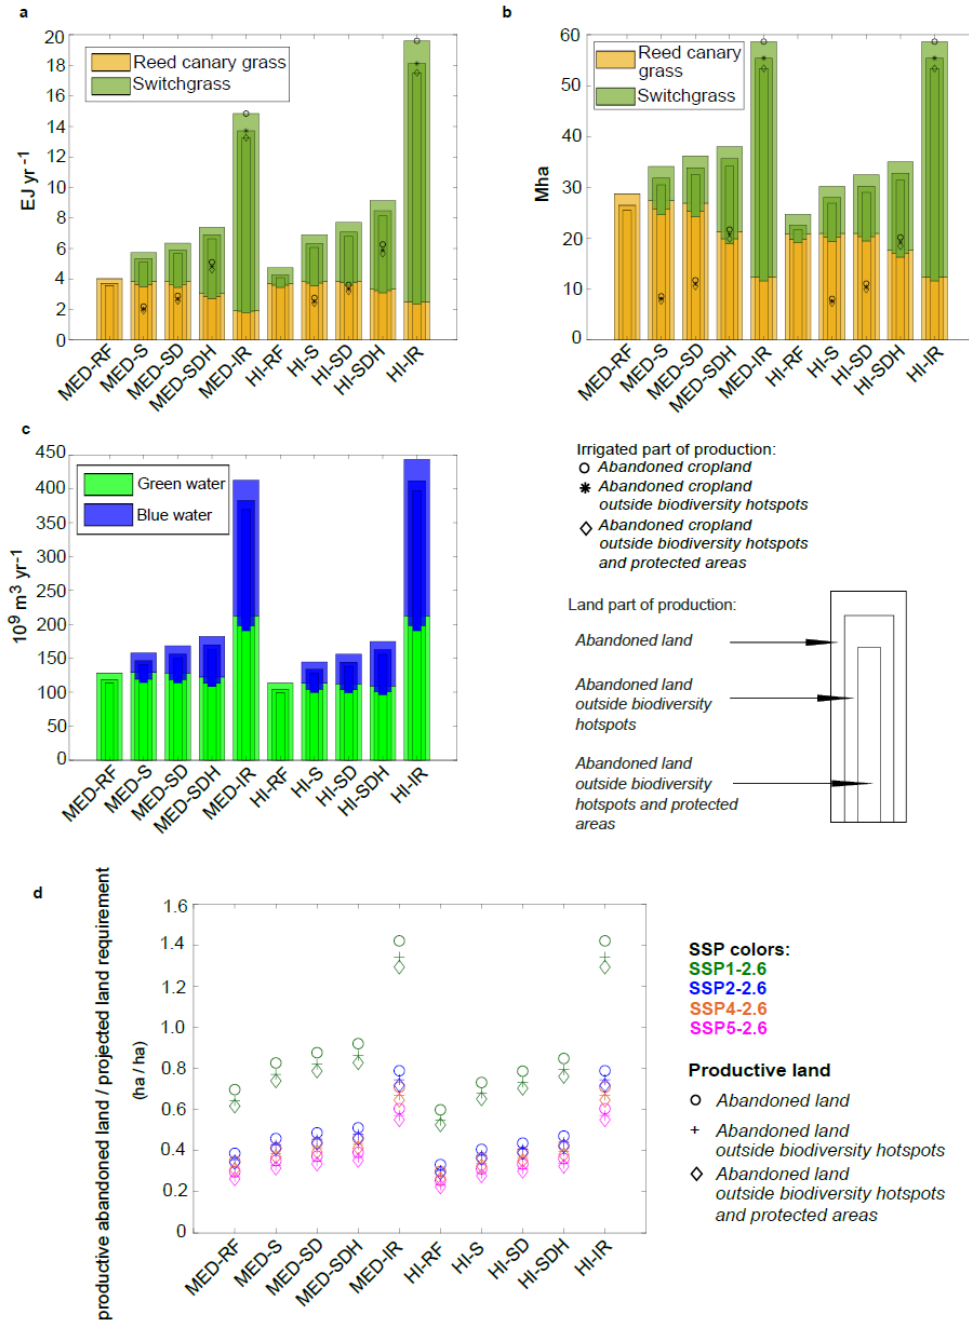 a
EJ yr-1
20
18
16
14
12
10
8
6
4
2
0
Reed canary grass
Switchgrass
MED-RF
MED-S
MED-SD
MED-SDH
MED-IR
HI-RF
HI-S
HI-SD
HI-SDH
HI-IR
b
Mha
60
50
40
30
20
10
0
Reed canary
grass
Switchgrass
MED-RF
MED-S
MED-SD
MED-SDH
MED-IR
HI-RF
HI-S
HI-SD
HI-SDH
HI-IR
c
10^9 m^3 yr-1
450
400
350
300
250
200
150
100
50
0
Green water
Blue water
MED-RF
MED-S
MED-SD
MED-SDH
MED-IR
HI-RF
HI-S
HI-SD
HI-SDH
HI-IR
Irrigated part of production:
Abandoned cropland
Abandoned cropland
outside biodiversity hotspots
Abandoned cropland
outside biodiversity hotspots
and protected areas
Land part of production:
Abandoned land
Abandoned land
outside biodiversity
hotspots
Abandoned land
outside biodiversity
hotspots and protected
areas
d
productive abandoned land / projected land requirement
(ha / ha)
1.6
1.4
1.2
1.0
0.8
0.6
0.4
0.2
0
MED-RF
MED-S
MED-SD
MED-SDH
MED-IR
HI-RF
HI-S
HI-SD
HI-SDH
HI-IR
SSP colors:
SSP1-2.6
SSP2-2.6
SSP4-2.6
SSP5-2.6
Productive land
Abandoned land
Abandoned land
outside biodiversity hotspots
Abandoned land
outside biodiversity hotspots
and protected areas